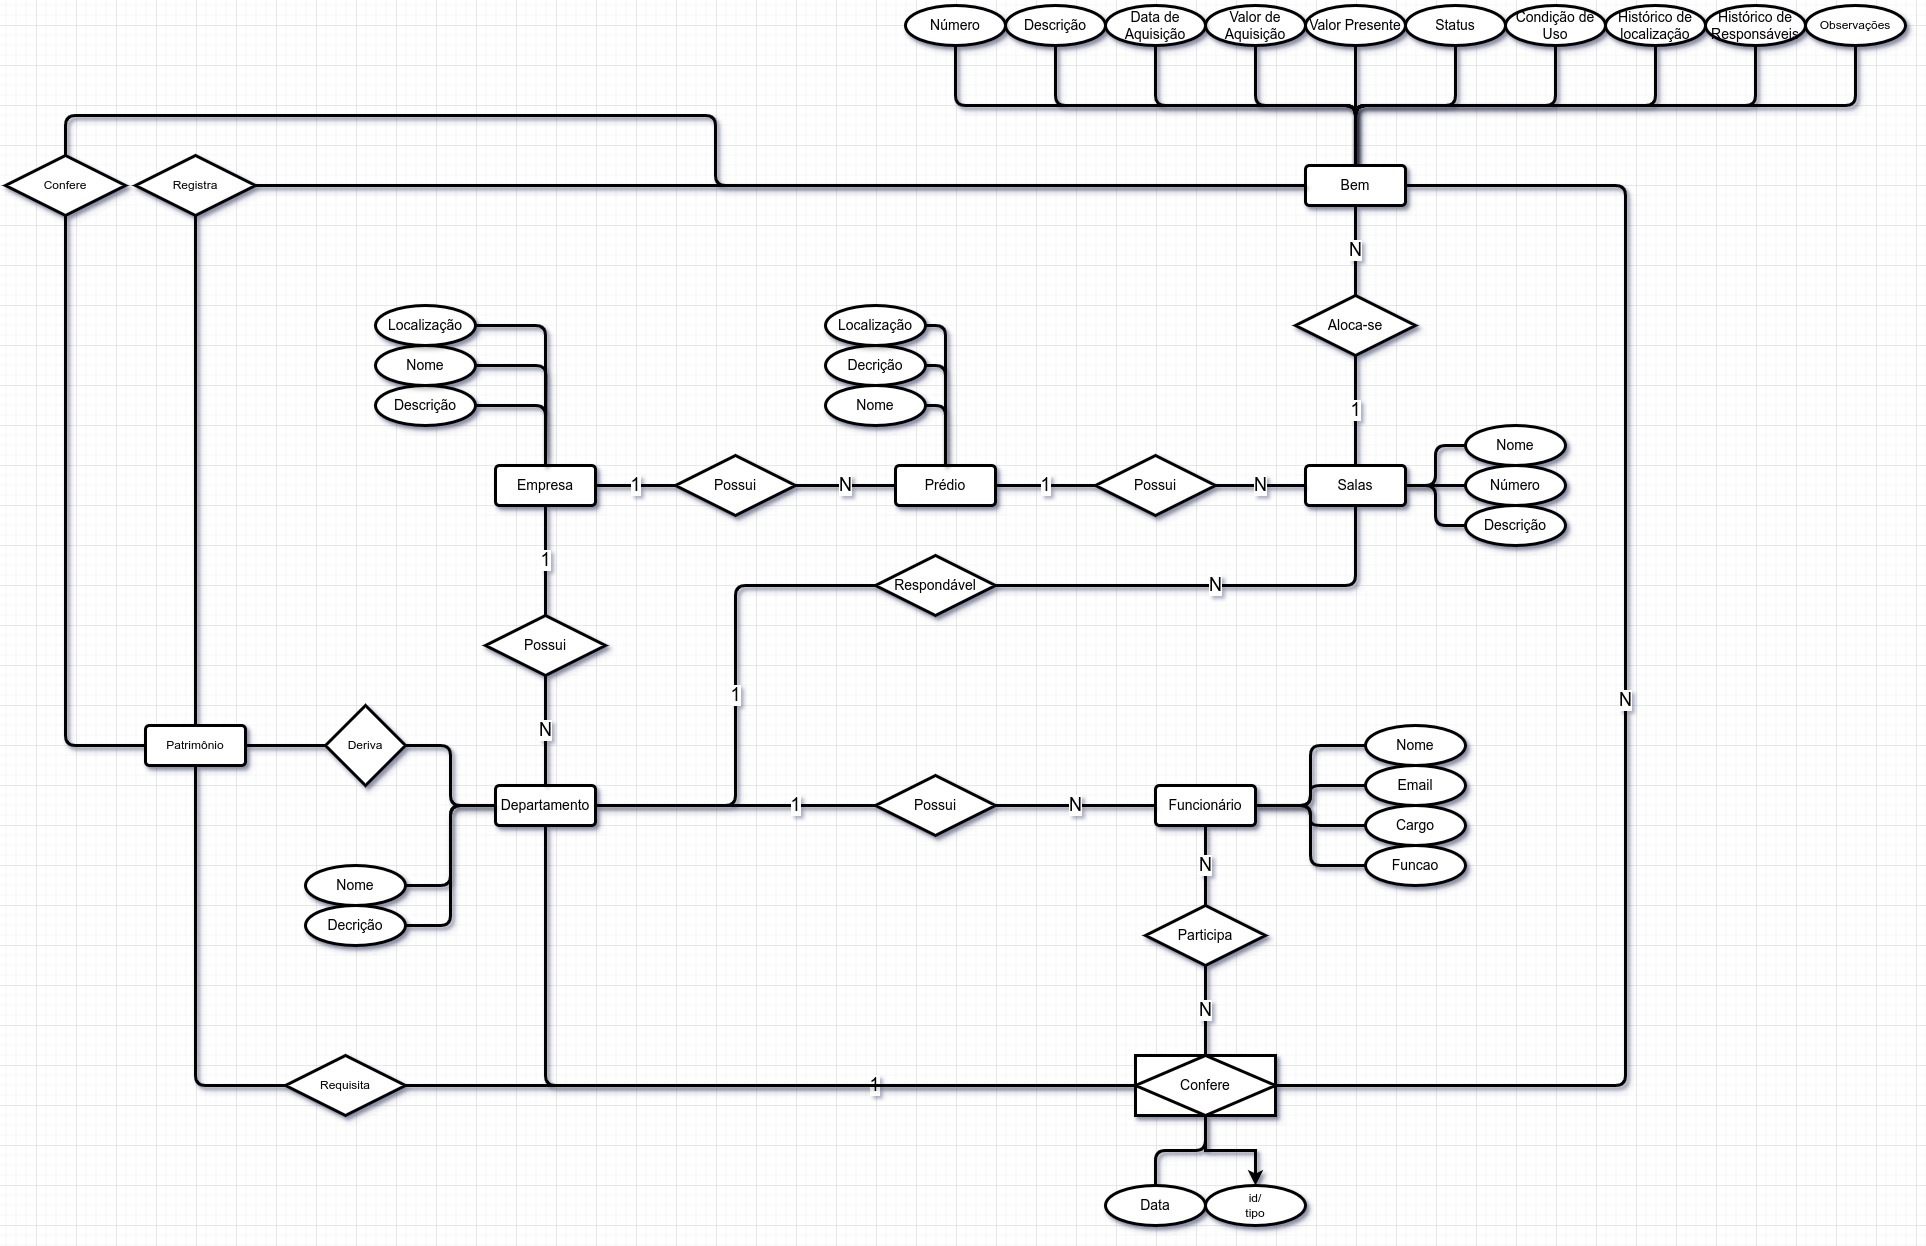 Número
Descrição
Data de
Aquisição
Valor de
Aquisição
Valor Presente
Status
Condição de
Uso
Histórico de
localização
Histórico de
Responsáveis
Observações
Confere
Registra
Bem
N
Aloca-se
1
Localização
Nome
Descrição
Localização
Decrição
Nome
Empresa
1
Possui
N
Prédio
1
Possui
N
Salas
Nome
Número
Descrição
1
Respondável
N
Possui
1
N
N
Patrimônio
Deriva
Departamento
1
Possui
N
Funcionário
Nome
Email
Cargo
Funcao
Nome
Decrição
N
Participa
N
Requisita
1
Confere
Data
id/
tipo